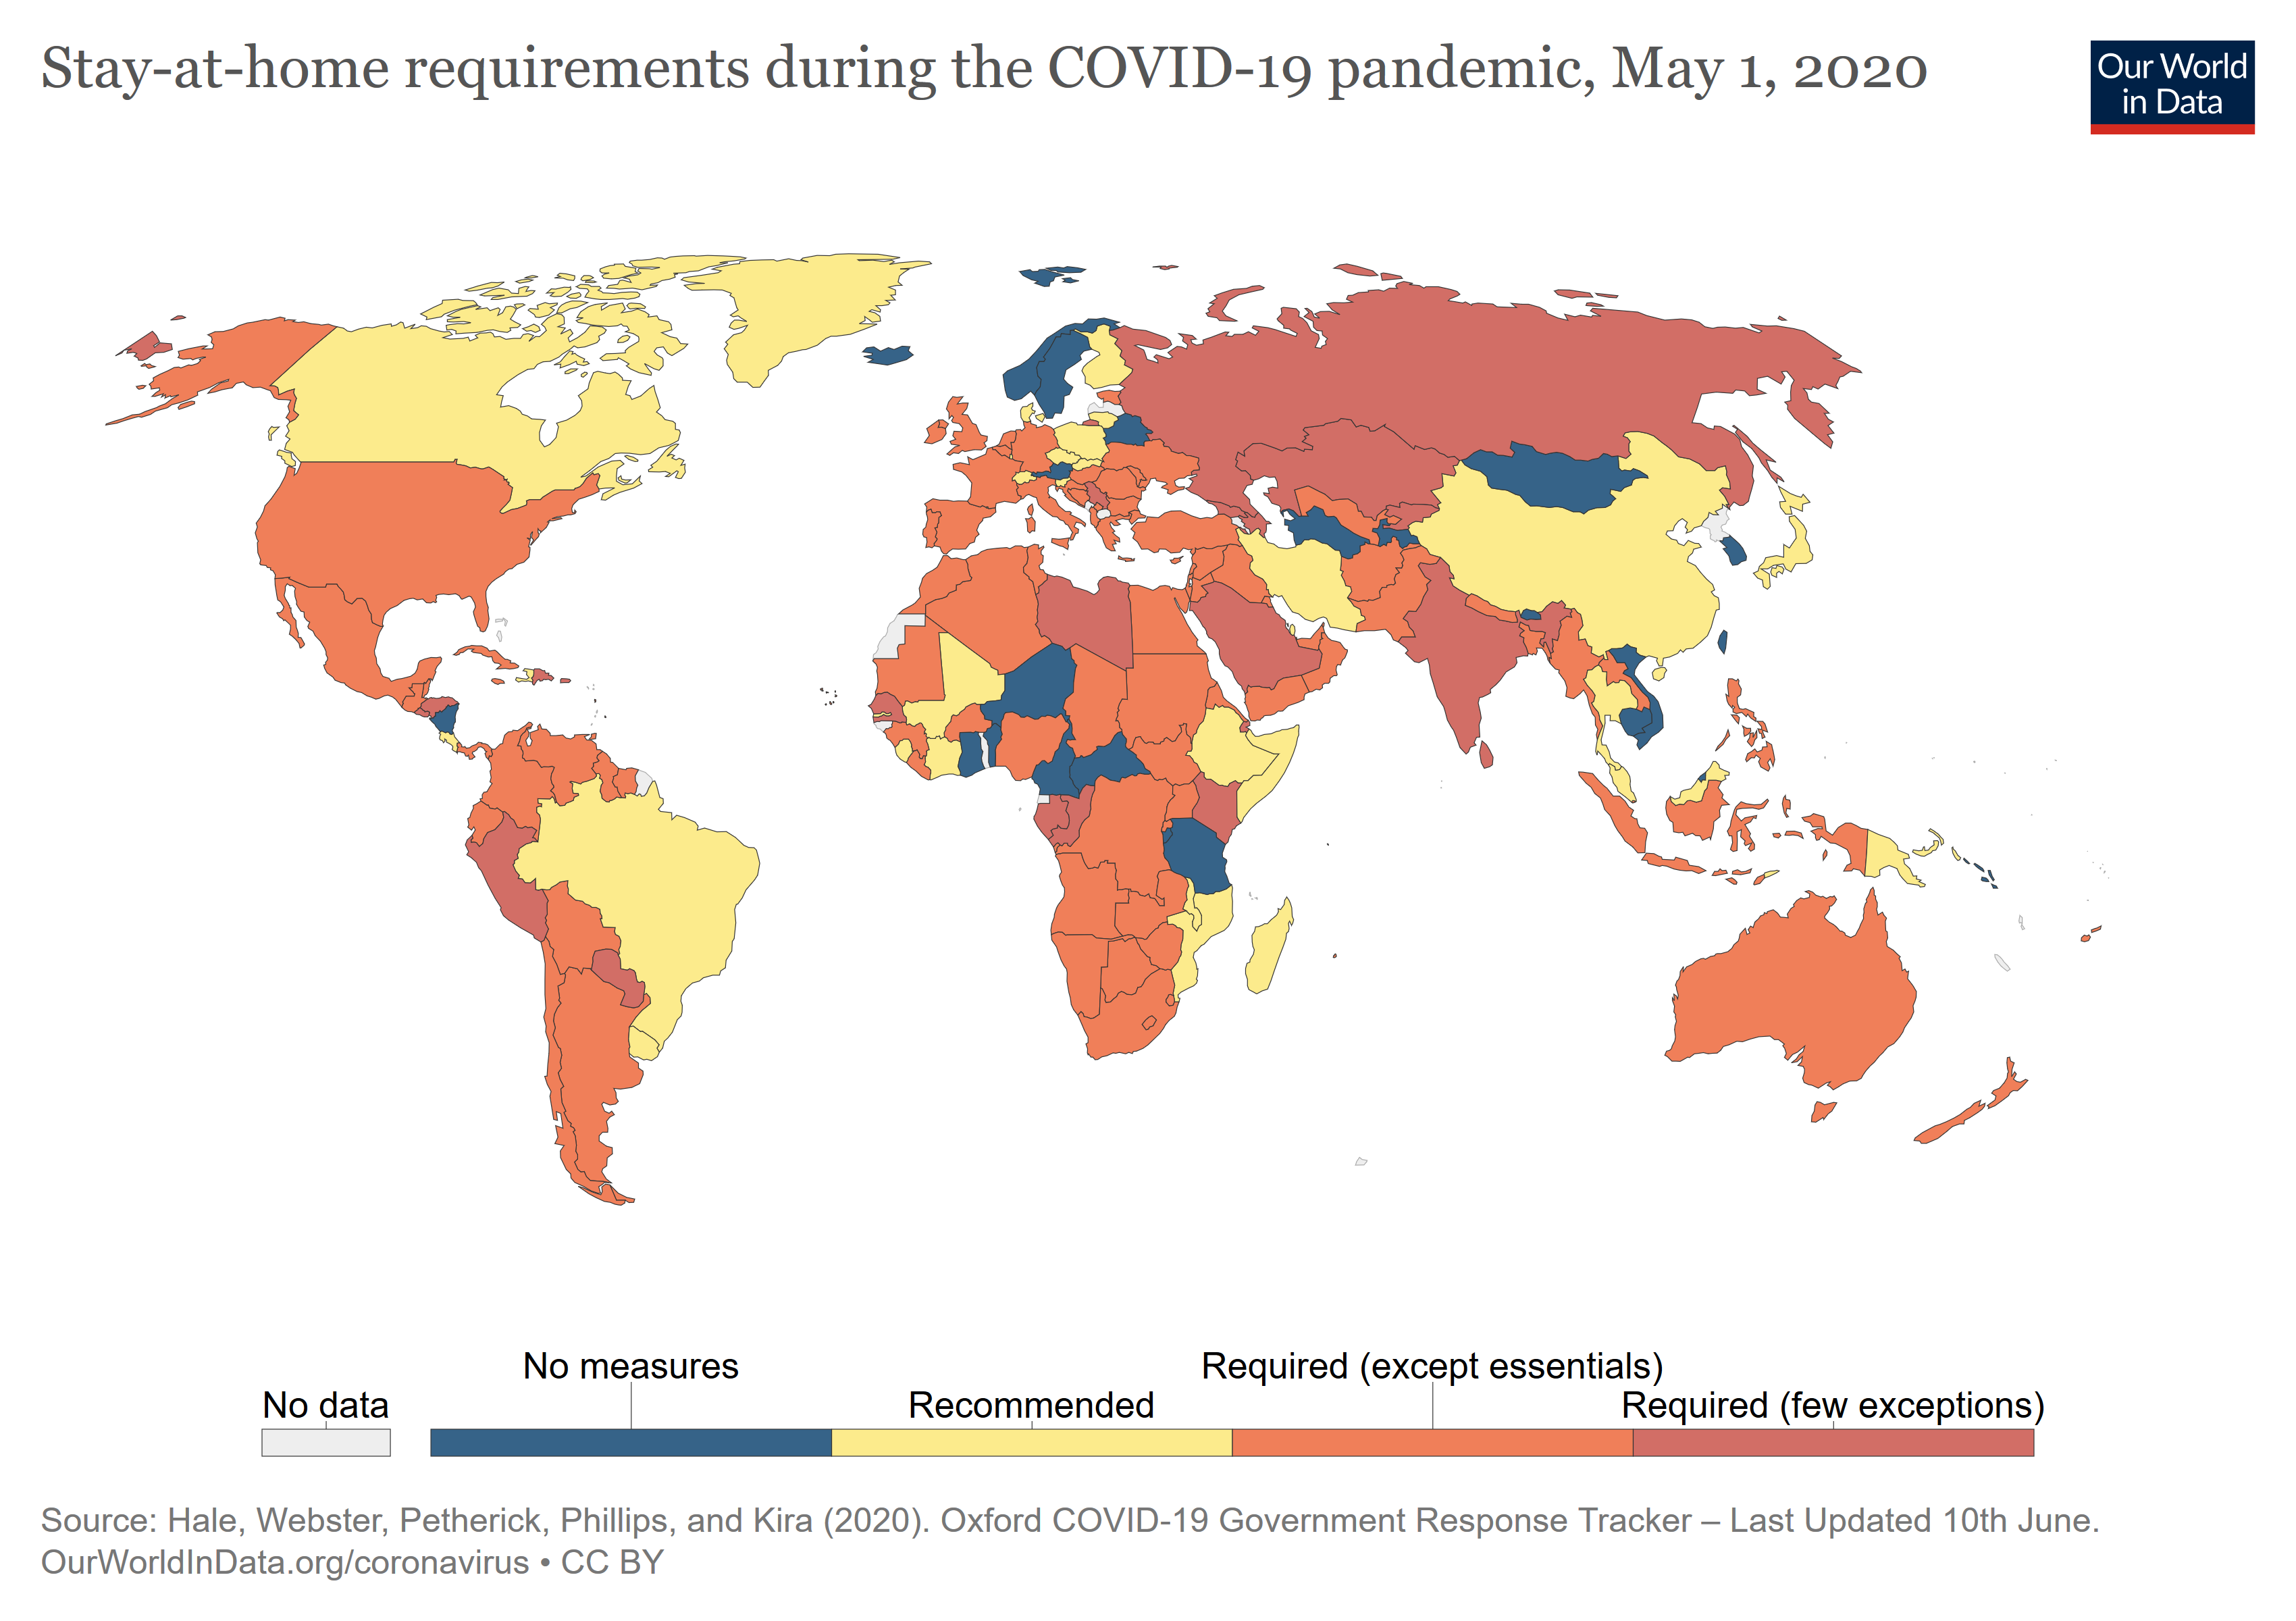 Stay-at-home requirements during the COVID-19 pandemic, May 1, 2020
Our World
in Data
No measures
Required (except essentials)
No data
Recommended
Required (few exceptions)
Source: Hale, Webster, Petherick, Phillips, and Kira (2020). Oxford COVID-19 Government Response Tracker – Last Updated 10th June.
OurWorldInData.org/coronavirus • CC BY